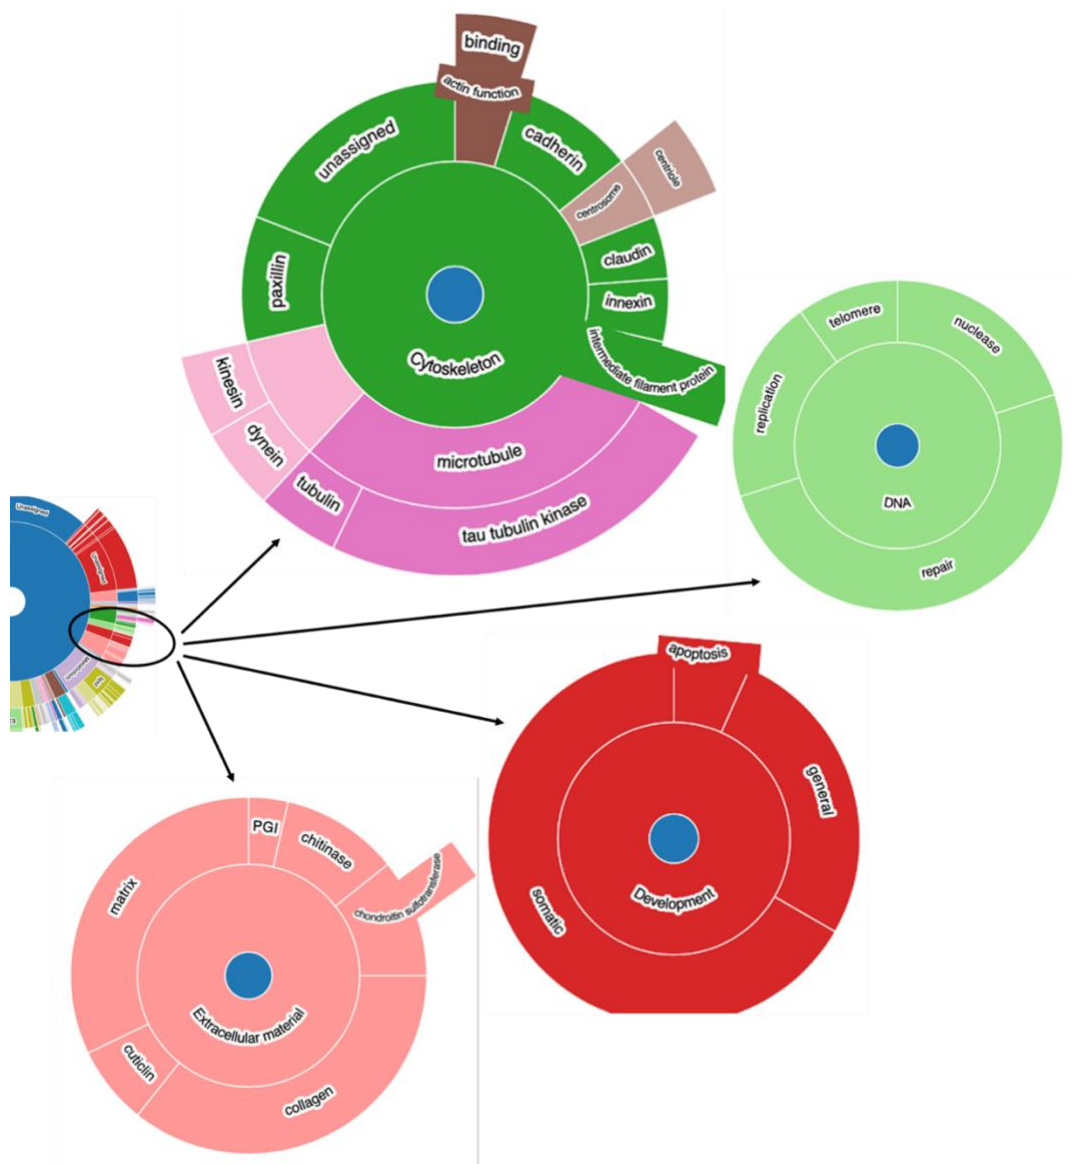 binding
actin function
unassigned
cadherin
centrosome
centriole
claudin
innexin
intermediate filament protein
paxillin
Cytoskeleton
kinesin
dynein
microtubule
tubulin
tau tubulin kinase
telomere
nuclease
replication
DNA
repair
Unassigned
Unassigned
Metabolism
apoptosis
general
somatic
Development
PGI
chitinase
chondroitin sulfotransferase
matrix
Extracellular material
cuticlin
collagen